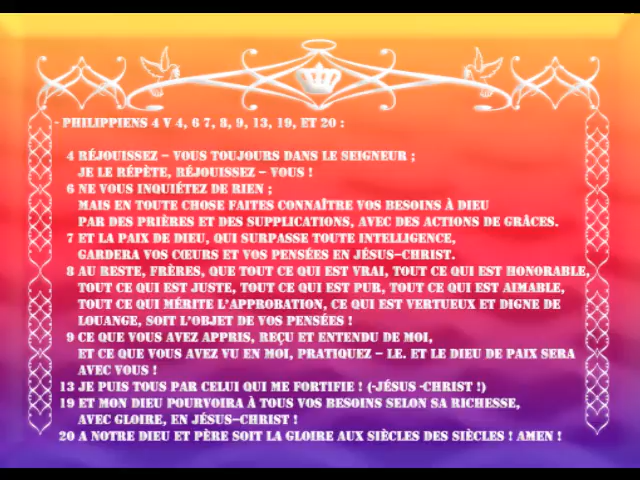 - PHILIPPIENS 4 V 4, 6 7, 8, 9, 13, 19, ET 20 :
4 RÉJOUISSEZ – VOUS TOUJOURS DANS LE SEIGNEUR ;
JE LE RÉPÈTE, RÉJOUISSEZ – VOUS !
6 NE VOUS INQUIÉTEZ DE RIEN ;
MAIS EN TOUTE CHOSE FAITES CONNAÎTRE VOS BESOINS À DIEU
PAR DES PRIÈRES ET DES SUPPLICATIONS, AVEC DES ACTIONS DE GRÂCES.
7 ET LA PAIX DE DIEU, QUI SURPASSE TOUTE INTELLIGENCE,
GARDERA VOS CŒURS ET VOS PENSÉES EN JÉSUS–CHRIST.
8 AU RESTE, FRÈRES, QUE TOUT CE QUI EST VRAI, TOUT CE QUI EST HONORABLE,
TOUT CE QUI EST JUSTE, TOUT CE QUI EST PUR, TOUT CE QUI EST AIMABLE,
TOUT CE QUI MÉRITE L'APPROBATION, CE QUI EST VERTUEUX ET DIGNE DE
LOUANGE, SOIT L'OBJET DE VOS PENSÉES !
9 CE QUE VOUS AVEZ APPRIS, REÇU ET ENTENDU DE MOI,
ET CE QUE VOUS AVEZ VU EN MOI, PRATIQUEZ – LE. ET LE DIEU DE PAIX SERA
AVEC VOUS !
13 JE PUIS TOUS PAR CELUI QUI ME FORTIFIE ! (-JÉSUS -CHRIST !)
19 ET MON DIEU POURVOIRA À TOUS VOS BESOINS SELON SA RICHESSE,
AVEC GLOIRE, EN JÉSUS–CHRIST !
20 A NOTRE DIEU ET PÈRE SOIT LA GLOIRE AUX SIÈCLES DES SIÈCLES ! AMEN !